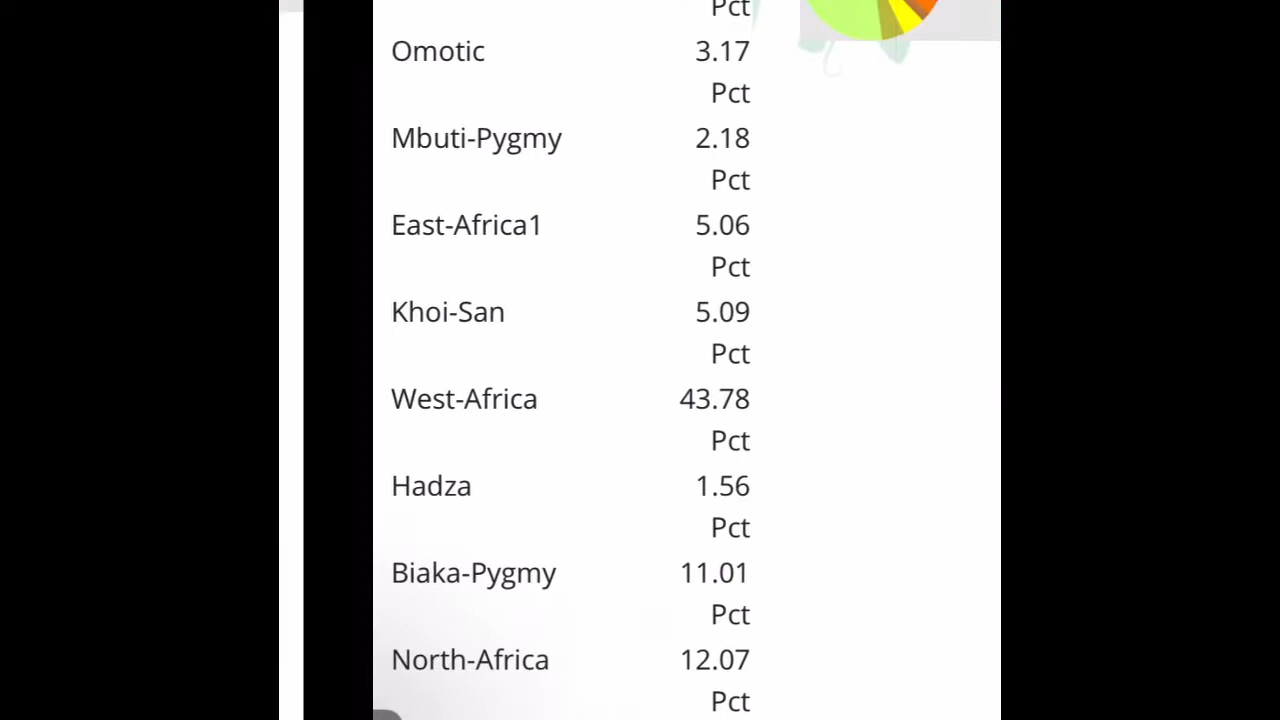 Pct
Omotic 3.17
Pct
Mbuti-Pygmy 2.18
Pct
East-Africa1 5.06
Pct
Khoi-San 5.09
Pct
West-Africa 43.78
Pct
Hadza 1.56
Pct
Biaka-Pygmy 11.01
Pct
North-Africa 12.07
Pct